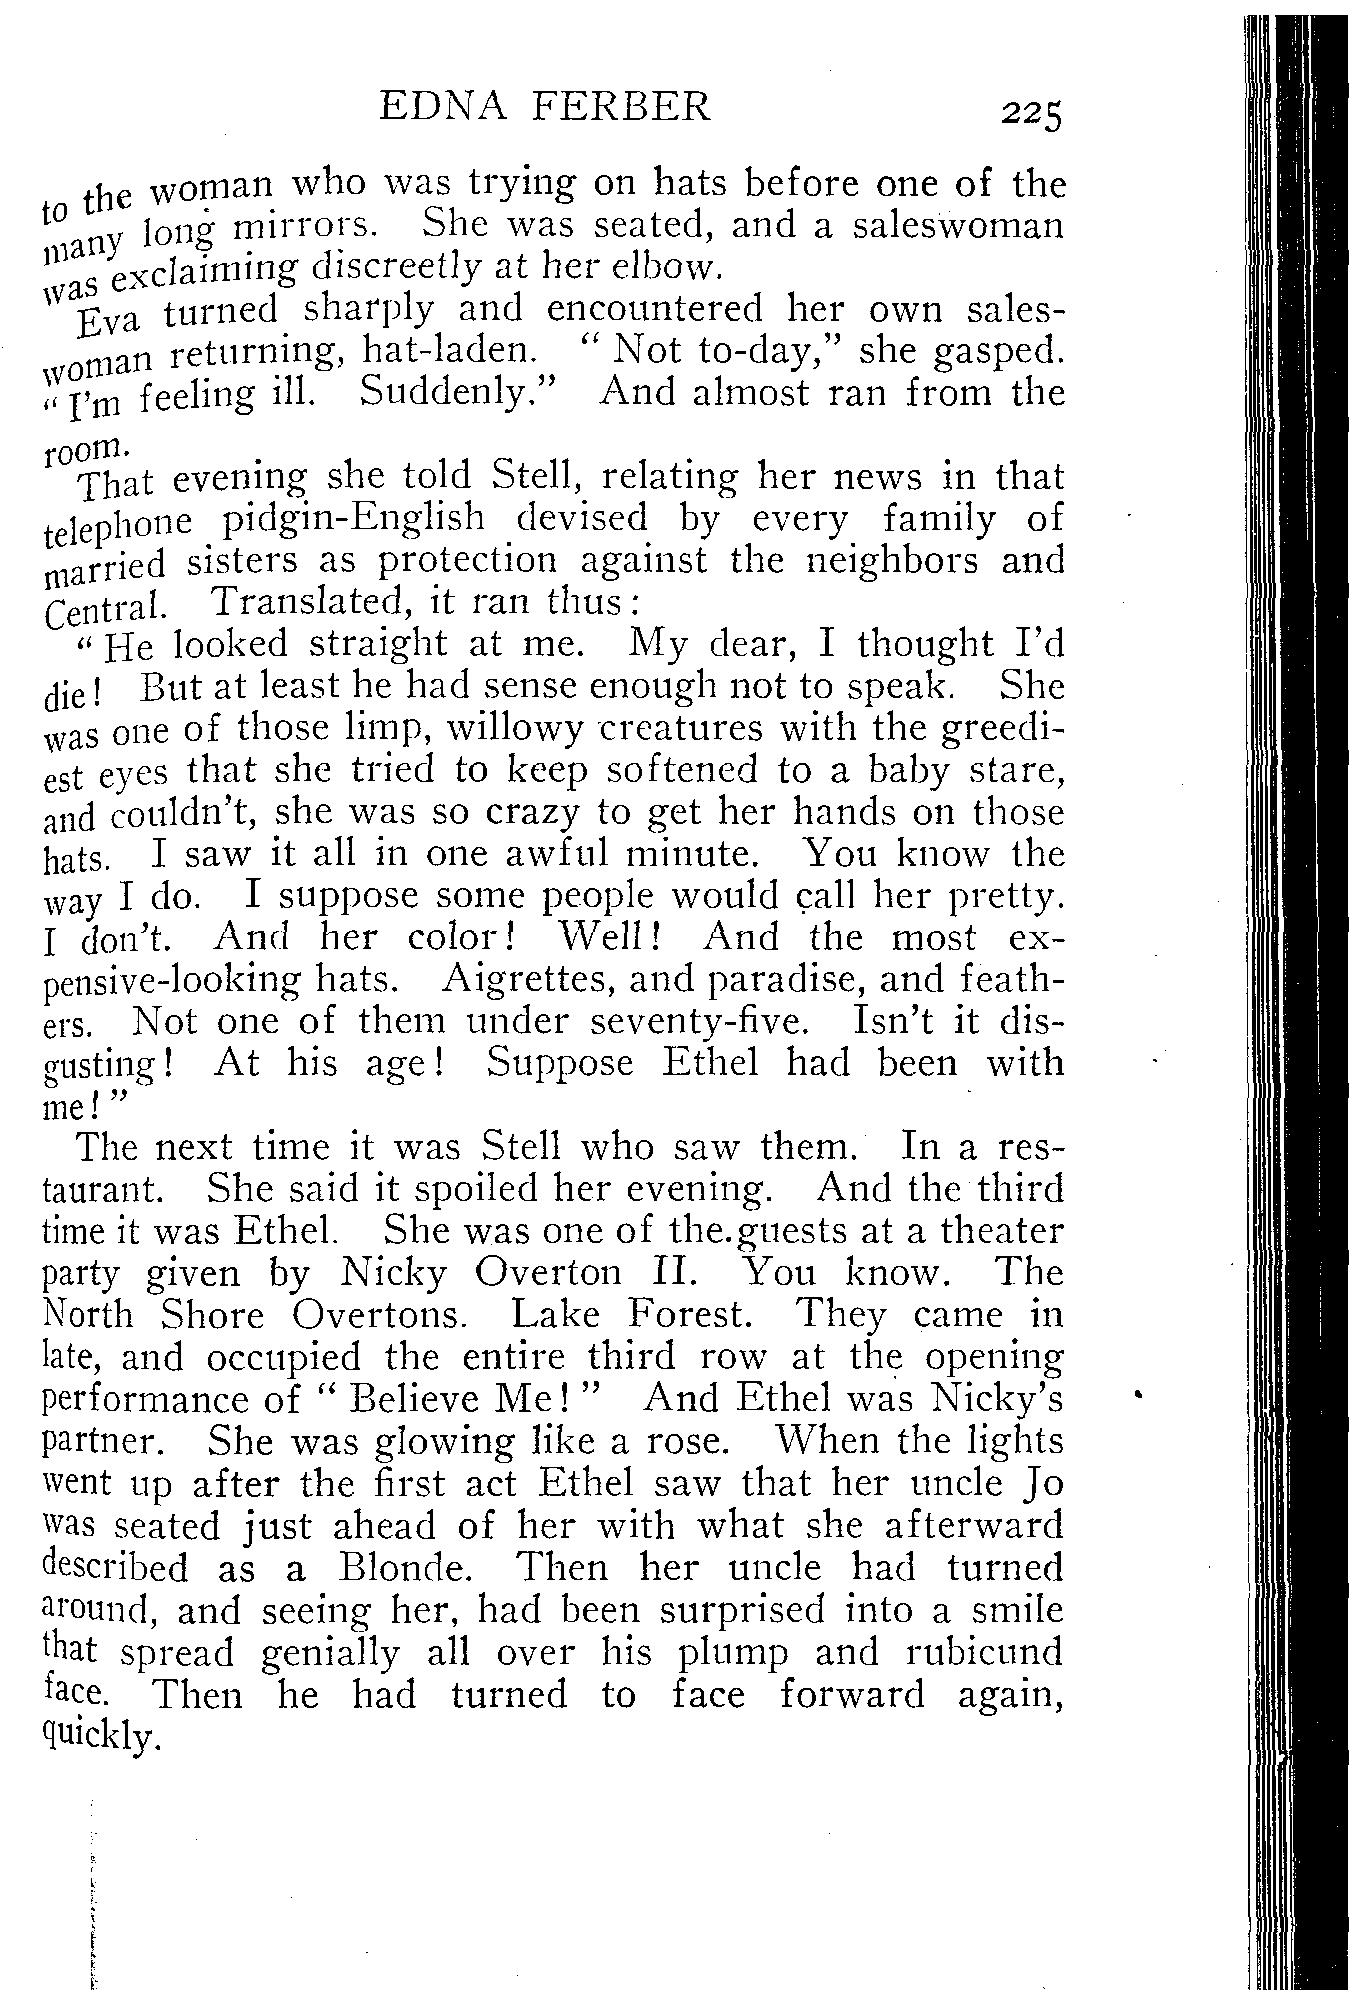 EDNA FERBER 225
to the woman who was trying on hats before one of the
many long mirrors. She was seated, and a saleswoman
was exclaiming discreetly at her elbow.
Eva turned sharply and encountered her own sales-
woman returning, hat-laden. “ Not to-day,” she gasped.
“ I’m feeling ill. Suddenly.” And almost ran from the
room.
That evening she told Stell, relating her news in that
telephone pidgin-English devised by every family of
married sisters as protection against the neighbors and
Central. Translated, it ran thus :
“ He looked straight at me. My dear, I thought I’d
die ! But at least he had sense enough not to speak. She
was one of those limp, willowy creatures with the greedi-
est eyes that she tried to keep softened to a baby stare,
and couldn’t, she was so crazy to get her hands on those
hats. I saw it all in one awful minute. You know the
way I do. I suppose some people would call her pretty.
I don’t. And her color ! Well ! And the most ex-
pensive-looking hats. Aigrettes, and paradise, and feath-
ers. Not one of them under seventy-five. Isn’t it dis-
gusting ! At his age ! Suppose Ethel had been with
me ! ”
The next time it was Stell who saw them. In a res-
taurant. She said it spoiled her evening. And the third
time it was Ethel. She was one of the guests at a theater
party given by Nicky Overton II. You know. The
North Shore Overtons. Lake Forest. They came in
late, and occupied the entire third row at the opening
performance of “ Believe Me ! ” And Ethel was Nicky’s
partner. She was glowing like a rose. When the lights
went up after the first act Ethel saw that her uncle Jo
was seated just ahead of her with what she afterward
described as a Blonde. Then her uncle had turned
around, and seeing her, had been surprised into a smile
that spread genially all over his plump and rubicund
face. Then he had turned to face forward again,
quickly.